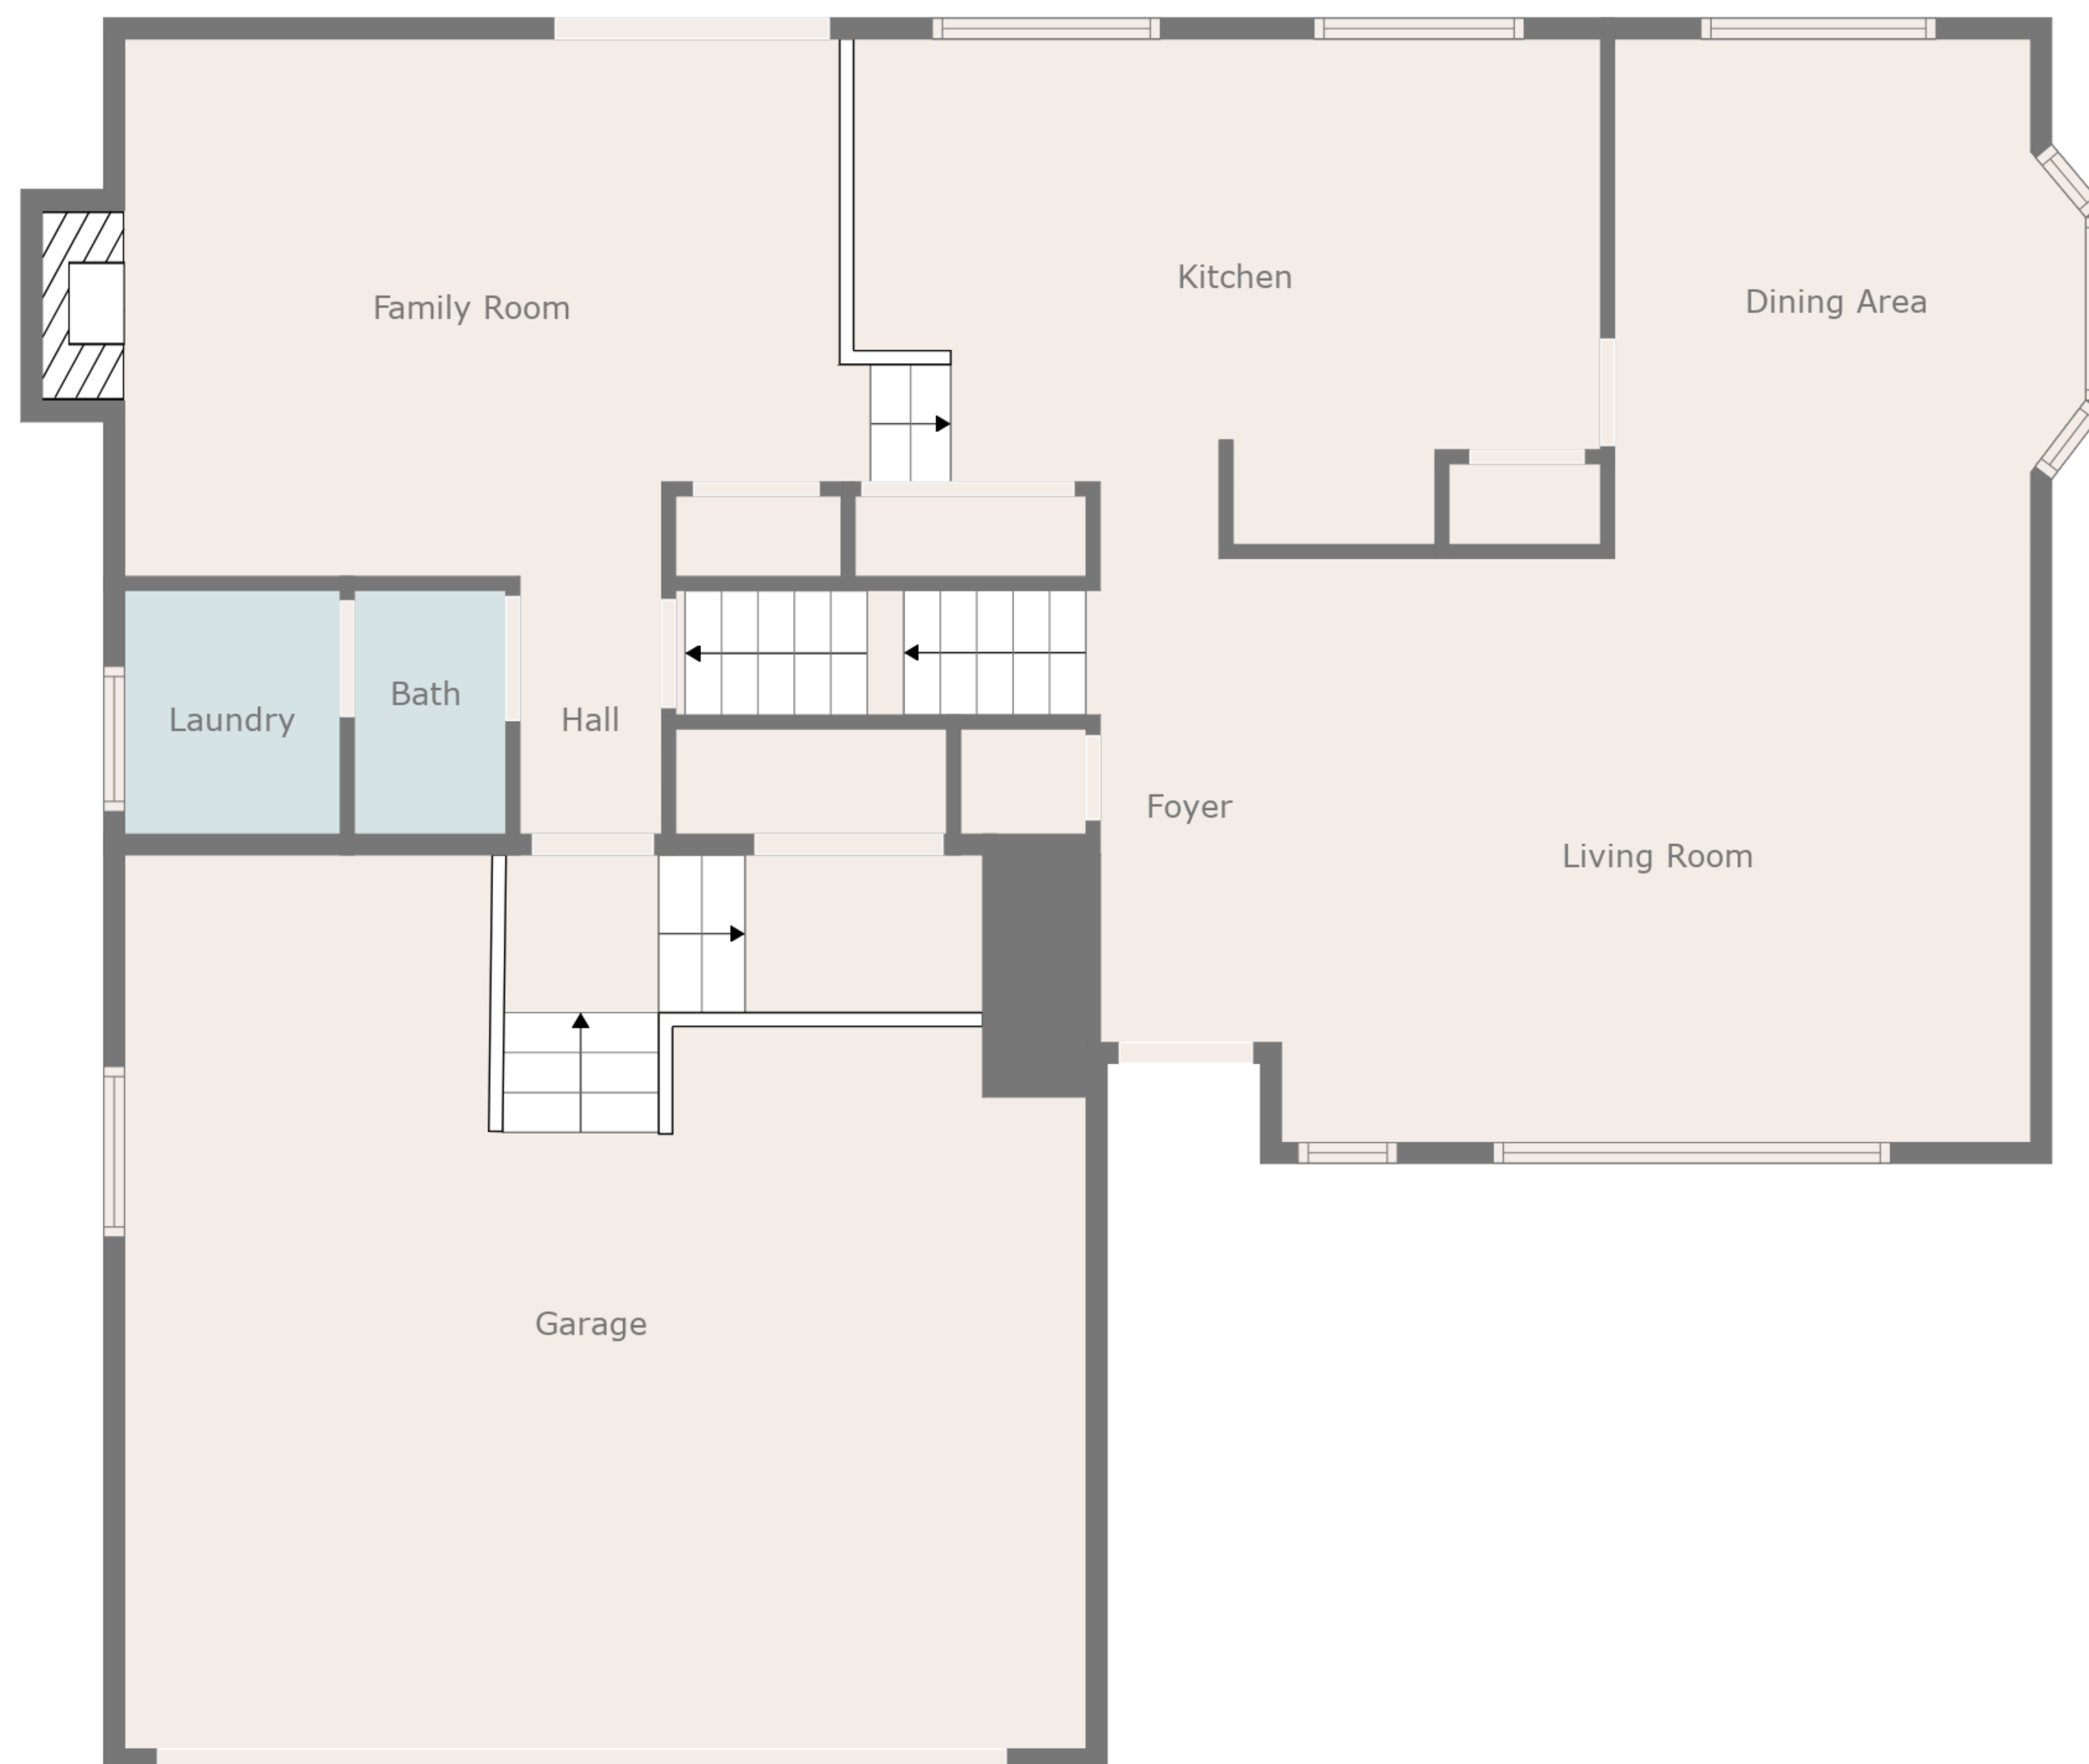 Kitchen
Dining Area
Family Room
Bath
Laundry
Hall
Foyer
Living Room
Garage